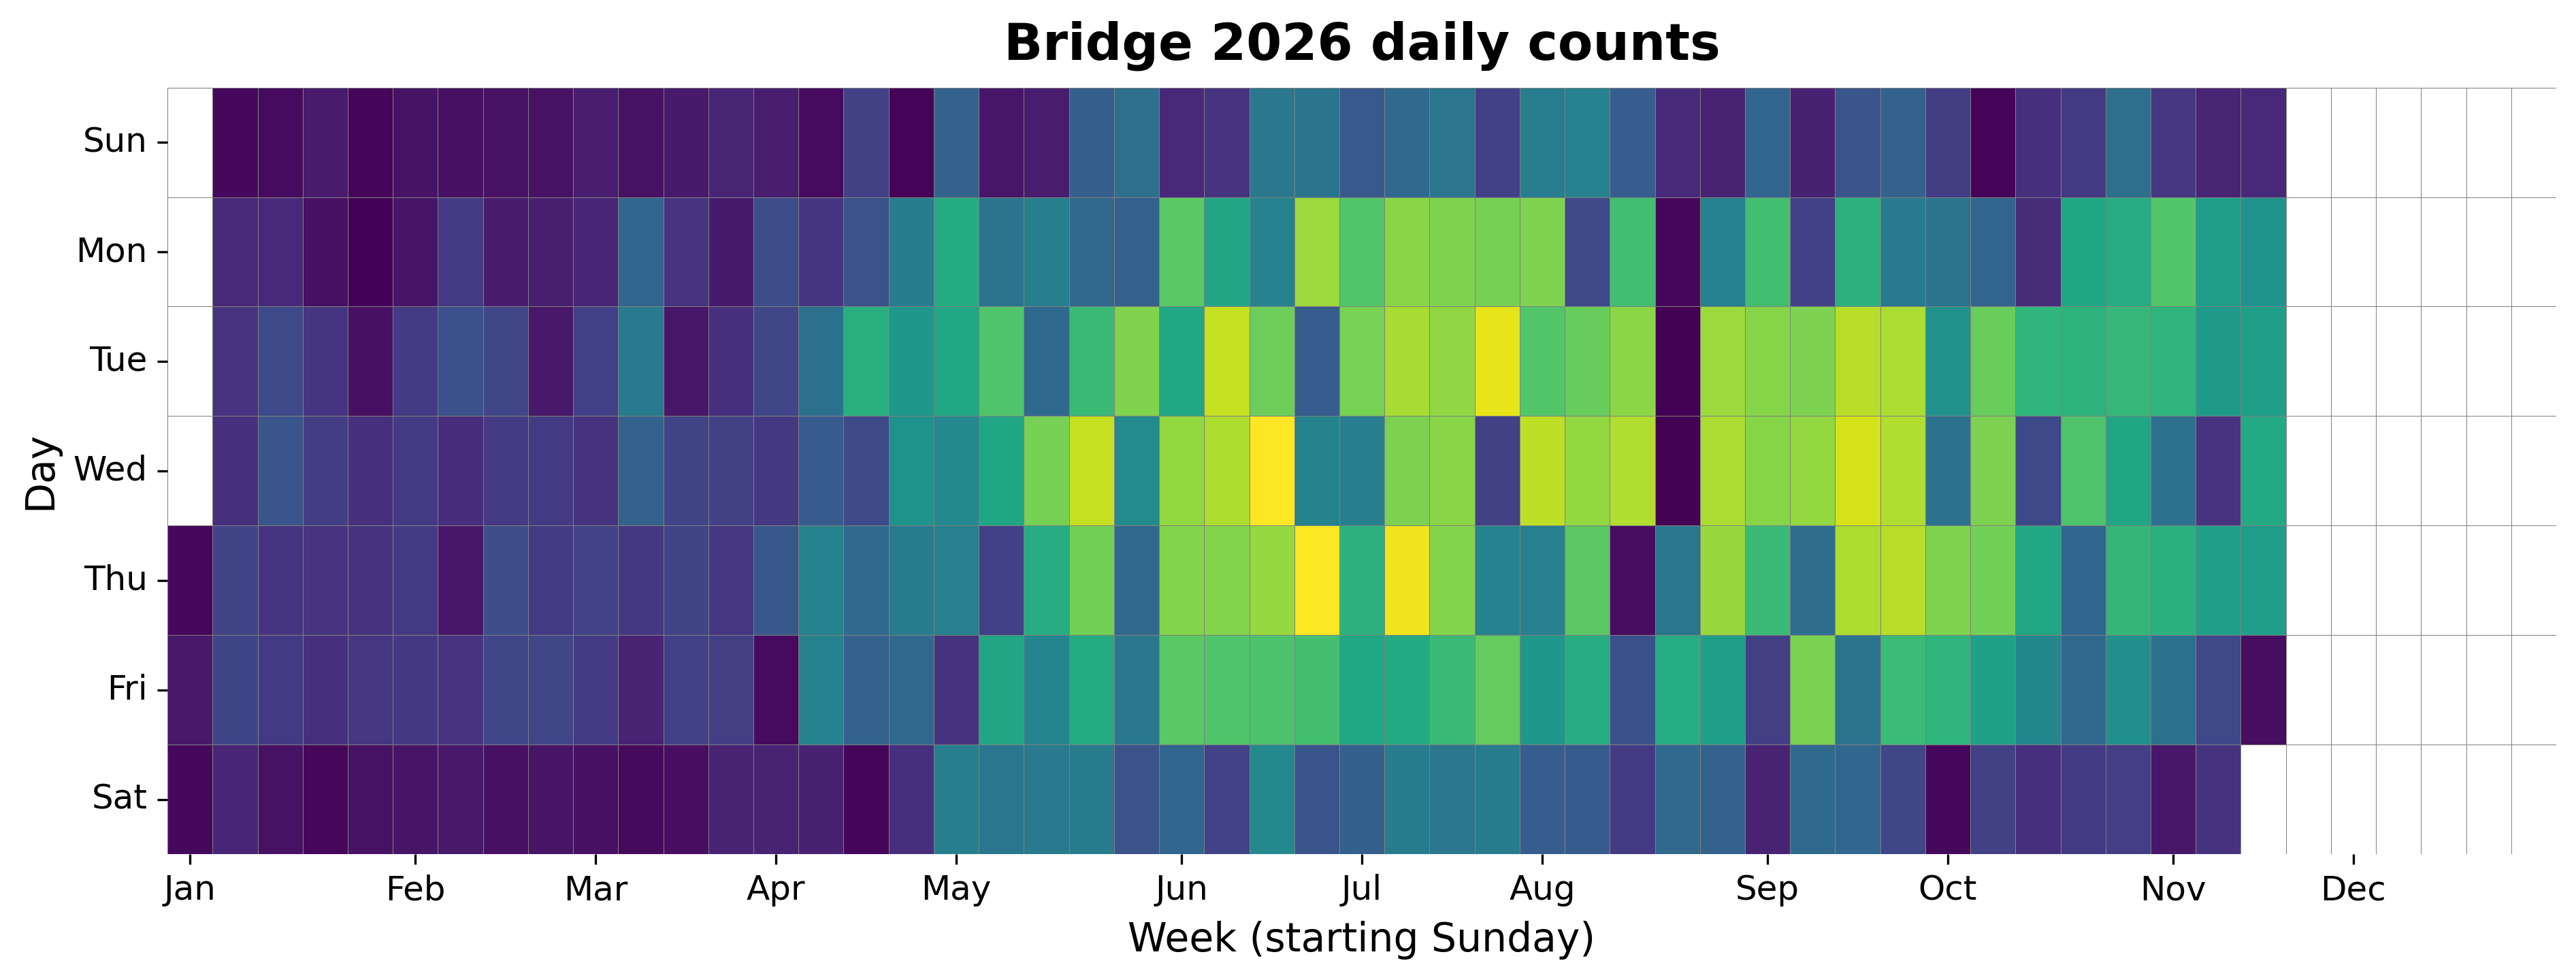 Bridge 2026 daily counts
Sun
Mon
Tue
Wed
Thu
Fri
Sat
Day
Jan Feb Mar Apr May Jun Jul Aug Sep Oct Nov Dec
Week (starting Sunday)